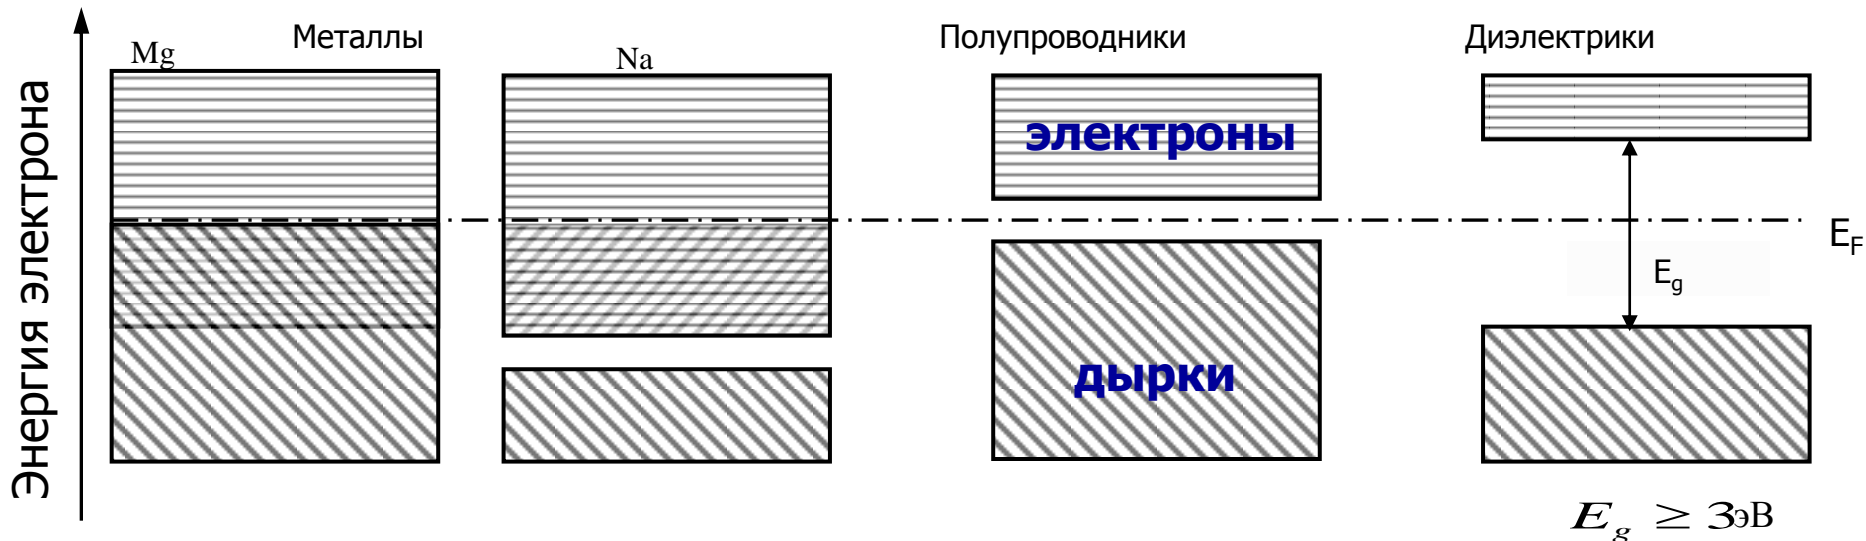 Энергия электрона
Металлы
Mg
Na
Полупроводники
Диэлектрики
электроны
дырки
E_F
E_g
E_g ≥ 3эВ